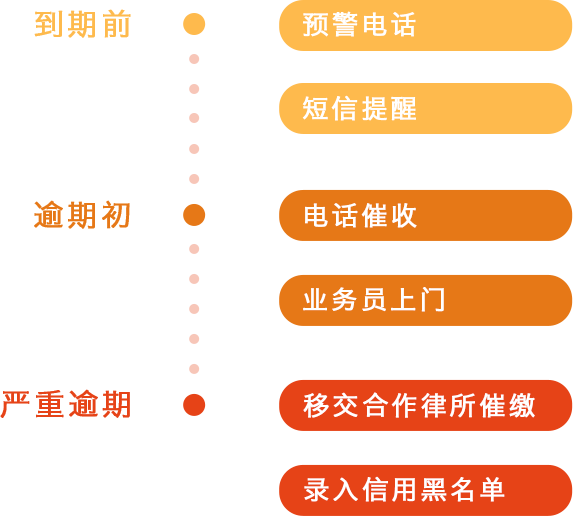 到期前
预警电话
短信提醒
逾期初
电话催收
业务员上门
严重逾期
移交合作律所催缴
录入信用黑名单